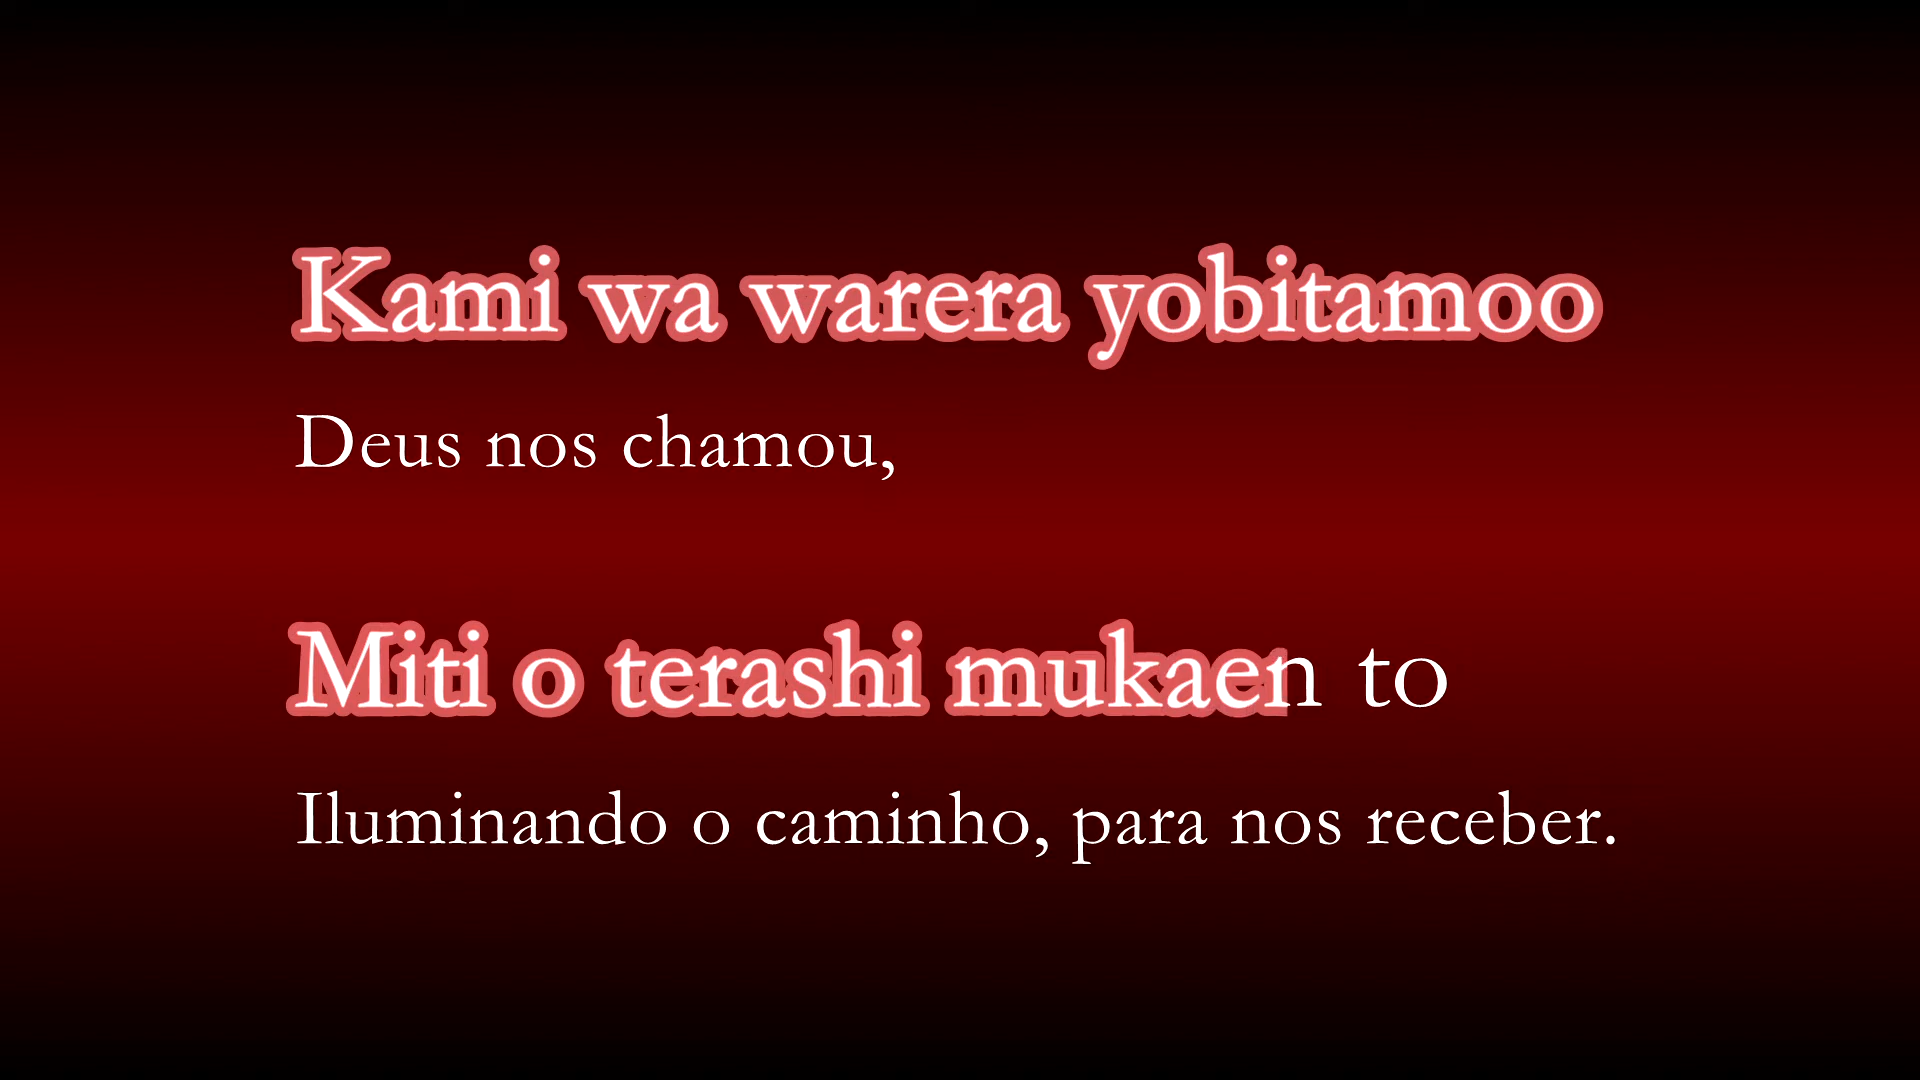 Kami wa warera yobitamoo
Deus nos chamou,
Miti o terashi mukaen to
Iluminando o caminho, para nos receber.